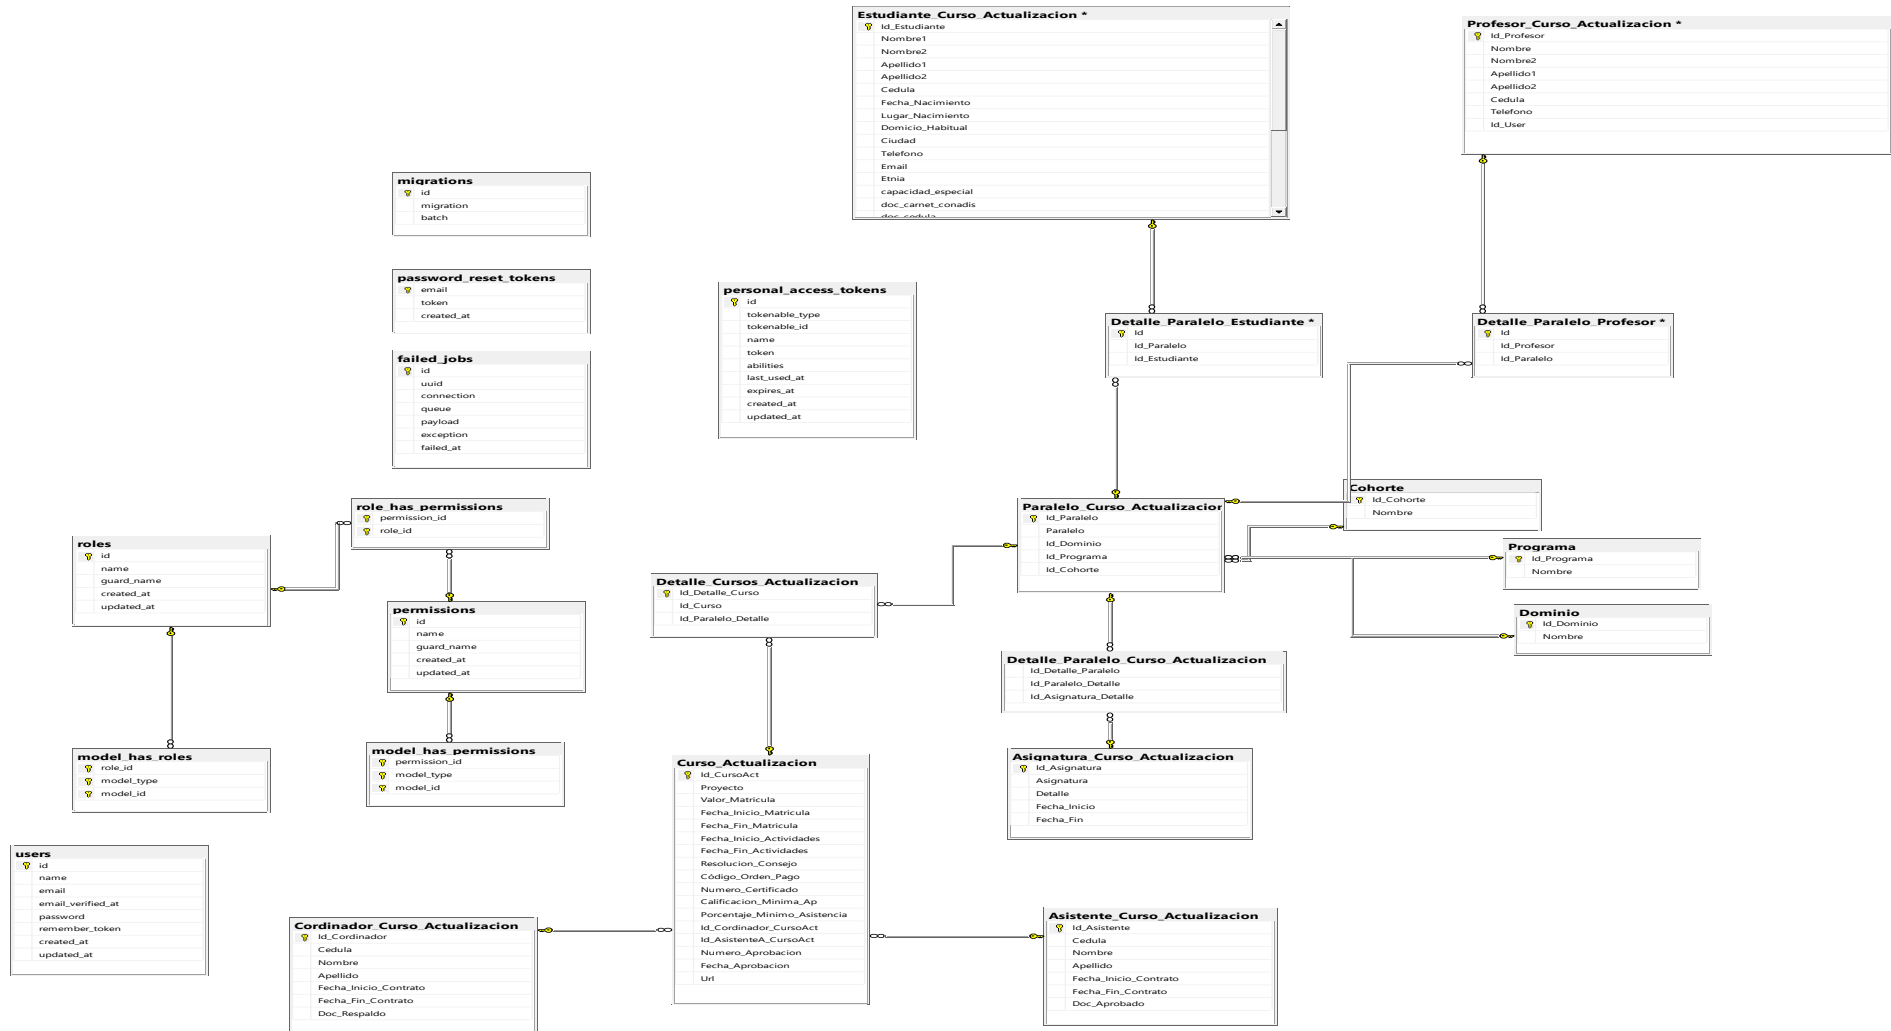 Estudiante_Curso_Actualizacion *
Id_Estudiante
Nombre1
Nombre2
Apellido1
Apellido2
Cedula
Fecha_Nacimiento
Lugar_Nacimiento
Domicio_Habitual
Ciudad
Telefono
Email
Etnia
capacidad_especial
doc_carnet_conadis
doc_cedula
Profesor_Curso_Actualizacion *
Id_Profesor
Nombre
Nombre2
Apellido1
Apellido2
Cedula
Telefono
Id_User
migrations
id
migration
batch
password_reset_tokens
email
token
created_at
failed_jobs
id
uuid
connection
queue
payload
exception
failed_at
personal_access_tokens
id
tokenable_type
tokenable_id
name
token
abilities
last_used_at
expires_at
created_at
updated_at
Detalle_Paralelo_Estudiante *
Id
Id_Paralelo
Id_Estudiante
Detalle_Paralelo_Profesor *
Id
Id_Profesor
Id_Paralelo
role_has_permissions
permission_id
role_id
roles
id
name
guard_name
created_at
updated_at
permissions
id
name
guard_name
created_at
updated_at
model_has_roles
role_id
model_type
model_id
model_has_permissions
permission_id
model_type
model_id
users
id
name
email
email_verified_at
password
remember_token
created_at
updated_at
Paralelo_Curso_Actualizacior
Id_Paralelo
Paralelo
Id_Dominio
Id_Programa
Id_Cohorte
Cohorte
Id_Cohorte
Nombre
Programa
Id_Programa
Nombre
Dominio
Id_Dominio
Nombre
Detalle_Cursos_Actualizacion
Id_Detalle_Curso
Id_Curso
Id_Paralelo_Detalle
Detalle_Paralelo_Curso_Actualizacion
Id_Detalle_Paralelo
Id_Paralelo_Detalle
Id_Asignatura_Detalle
Asignatura_Curso_Actualizacion
Id_Asignatura
Asignatura
Detalle
Fecha_Inicio
Fecha_Fin
Curso_Actualizacion
Id_CursoAct
Proyecto
Valor_Matricula
Fecha_Inicio_Matricula
Fecha_Fin_Matricula
Fecha_Inicio_Actividades
Fecha_Fin_Actividades
Resolucion_Consejo
Código_Orden_Pago
Numero_Certificado
Calificacion_Minima_Ap
Porcentaje_Minimo_Asistencia
Id_Cordinador_CursoAct
Id_AsistenteA_CursoAct
Numero_Aprobacion
Fecha_Aprobacion
Url
Cordinador_Curso_Actualizacion
Id_Cordinador
Cedula
Nombre
Apellido
Fecha_Inicio_Contrato
Fecha_Fin_Contrato
Doc_Respaldo
Asistente_Curso_Actualizacion
Id_Asistente
Cedula
Nombre
Apellido
Fecha_Inicio_Contrato
Fecha_Fin_Contrato
Doc_Aprobado